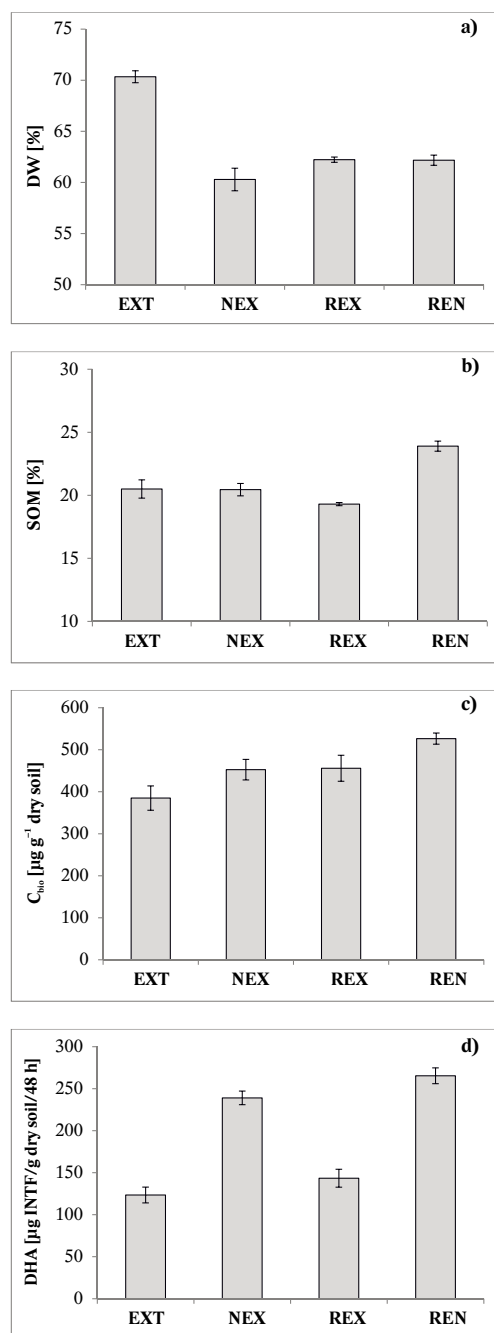 a)
DW [%]
75
70
65
60
55
50
EXT NEX REX REN
b)
SOM [%]
30
25
20
15
10
EXT NEX REX REN
c)
C bio [µg g⁻¹ dry soil]
600
500
400
300
200
100
0
EXT NEX REX REN
d)
DHA [µg INTF/g dry soil/48 h]
300
250
200
150
100
50
0
EXT NEX REX REN